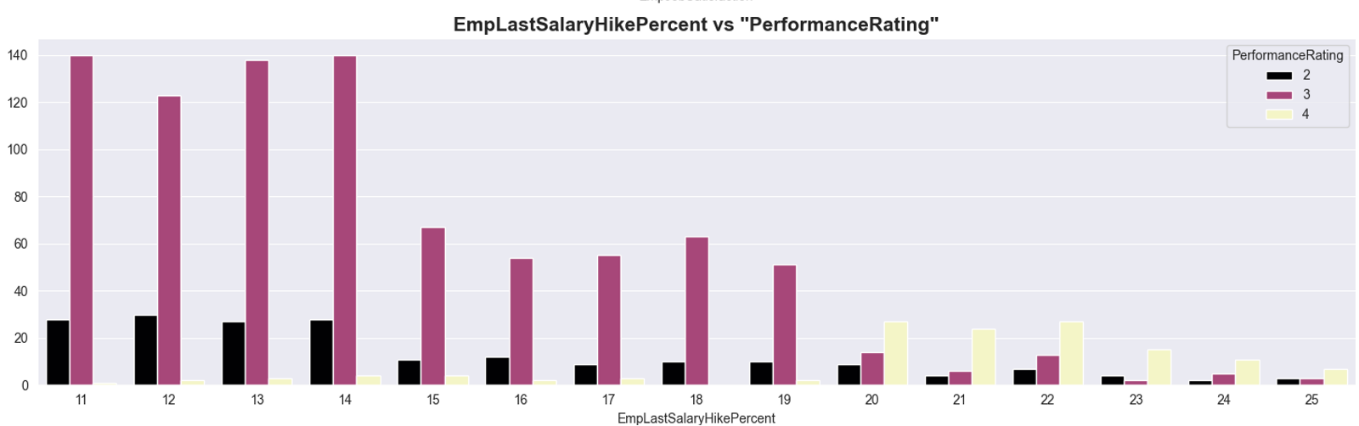 EmpLastSalaryHikePercent vs "PerformanceRating"
140
120
100
80
60
40
20
0
PerformanceRating
2
3
4
11 12 13 14 15 16 17 18 19 20 21 22 23 24 25
EmpLastSalaryHikePercent